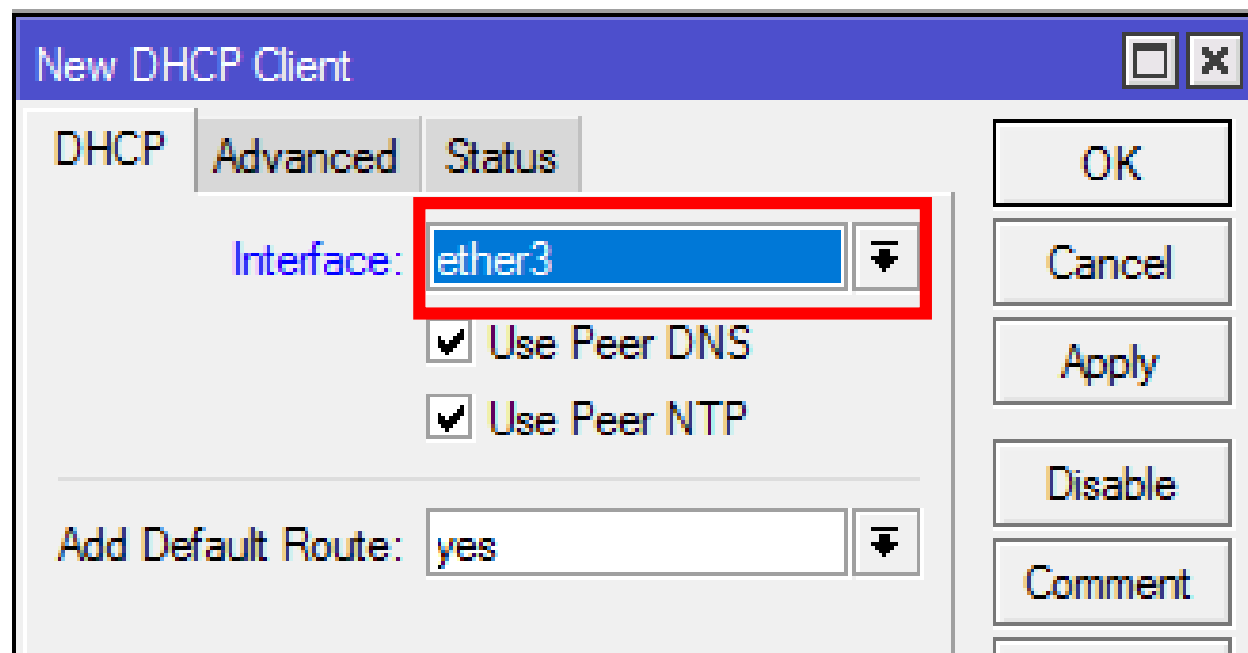 New DHCP Client
DHCP Advanced Status
OK
Interface: ether3
Cancel
Use Peer DNS
Apply
Use Peer NTP
Disable
Add Default Route: yes
Comment